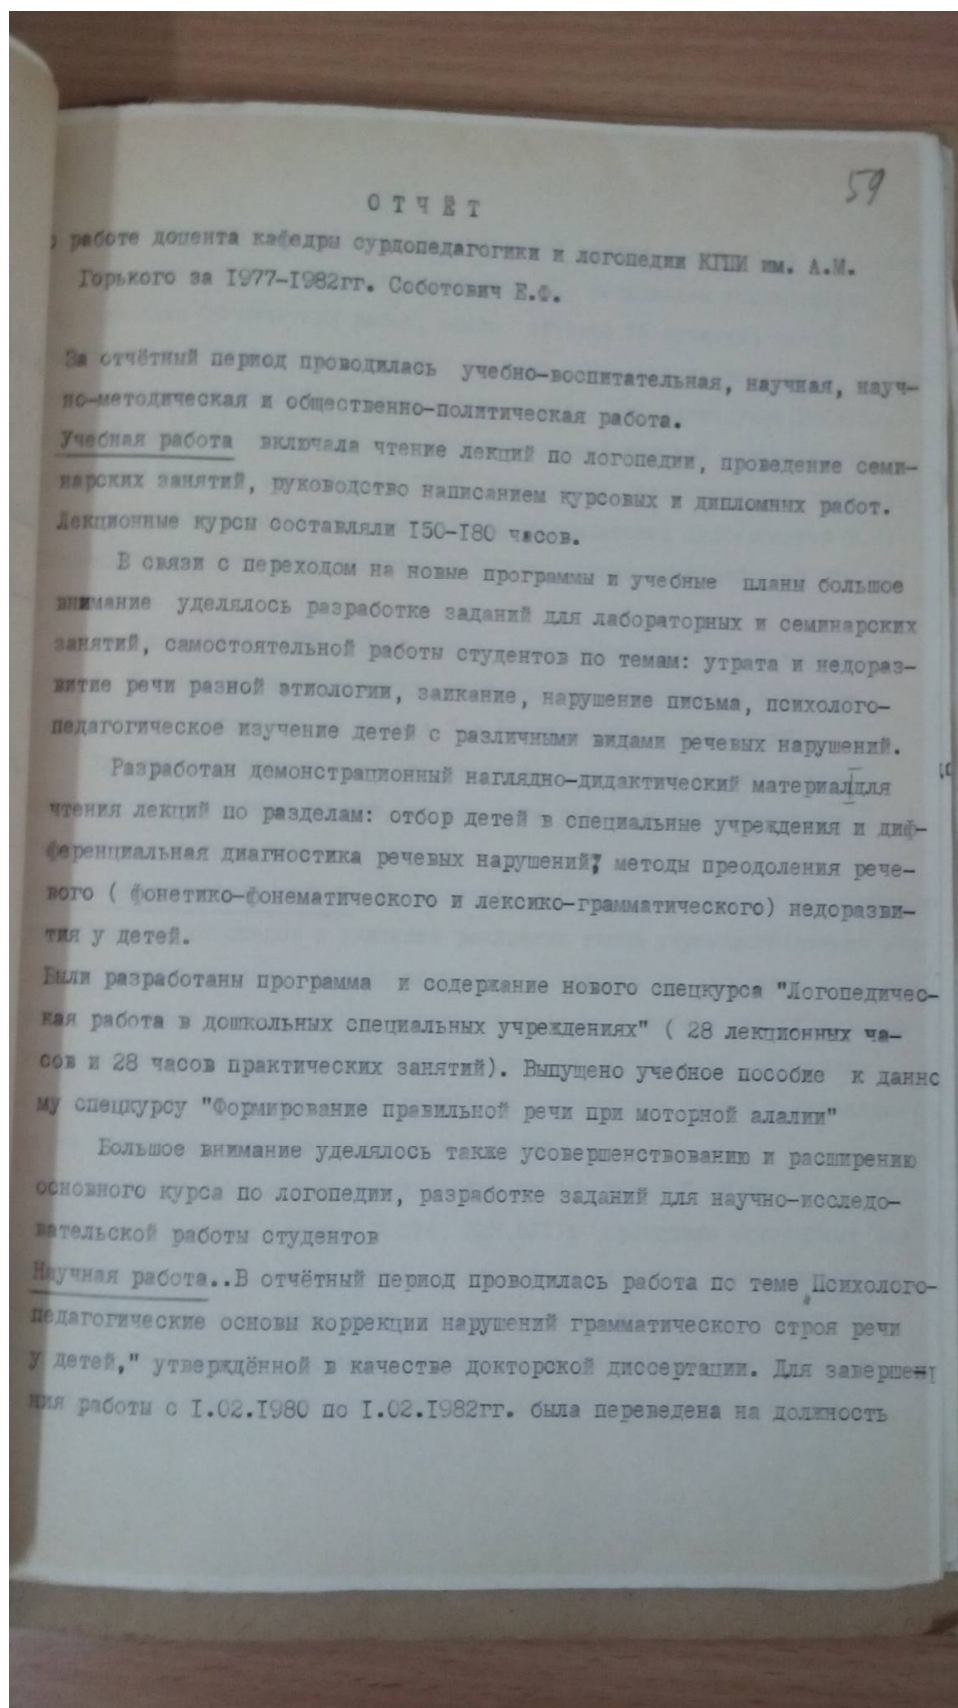 59
ОТЧЁТ
о работе доцента кафедры сурдопедагогики и логопедии КГПИ им. А.М.
Горького за 1977-1982гг. Соботович Е.Ф.
За отчётный период проводилась учебно-воспитательная, научная, науч-
но-методическая и общественно-политическая работа.
Учебная работа включала чтение лекций по логопедии, проведение семи-
нарских занятий, руководство написанием курсовых и дипломных работ.
Лекционные курсы составляли 150-180 часов.
В связи с переходом на новые программы и учебные планы большое
внимание уделялось разработке заданий для лабораторных и семинарских
занятий, самостоятельной работы студентов по темам: утрата и недораз-
витие речи разной этиологии, заикание, нарушение письма, психолого-
педагогическое изучение детей с различными видами речевых нарушений.
Разработан демонстрационный наглядно-дидактический материал для
чтения лекций по разделам: отбор детей в специальные учреждения и диф-
ференциальная диагностика речевых нарушений, методы преодоления рече-
вого ( фонетико-фонематического и лексико-грамматического) недоразви-
тия у детей.
Были разработаны программа и содержание нового спецкурса "Логопедичес-
кая работа в дошкольных специальных учреждениях" ( 28 лекционных ча-
сов и 28 часов практических занятий). Выпущено учебное пособие к данно
му спецкурсу "Формирование правильной речи при моторной алалии"
Большое внимание уделялось также усовершенствованию и расширению
основного курса по логопедии, разработке заданий для научно-исследо-
вательской работы студентов
Научная работа..В отчётный период проводилась работа по теме „Психолого-
педагогические основы коррекции нарушений грамматического строя речи
у детей," утверждённой в качестве докторской диссертации. Для завершен
ния работы с 1.02.1980 по 1.02.1982гг. была переведена на должность